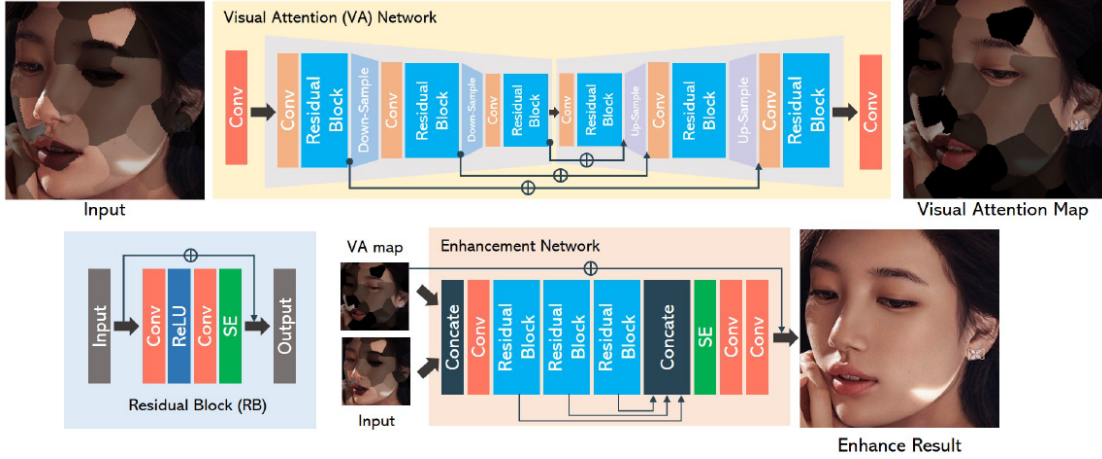 Visual Attention (VA) Network
Conv
Conv
Residual
Block
Down-Sample
Conv
Residual
Block
Down-Sample
Conv
Residual
Block
Conv
Residual
Block
Up-Sample
Conv
Residual
Block
Up-Sample
Conv
Residual
Block
Conv
Input
Visual Attention Map
Input
Conv
ReLU
Conv
SE
Output
Residual Block (RB)
VA map
Input
Enhancement Network
Concate
Conv
Residual
Block
Residual
Block
Residual
Block
Concate
SE
Conv
Conv
Enhance Result